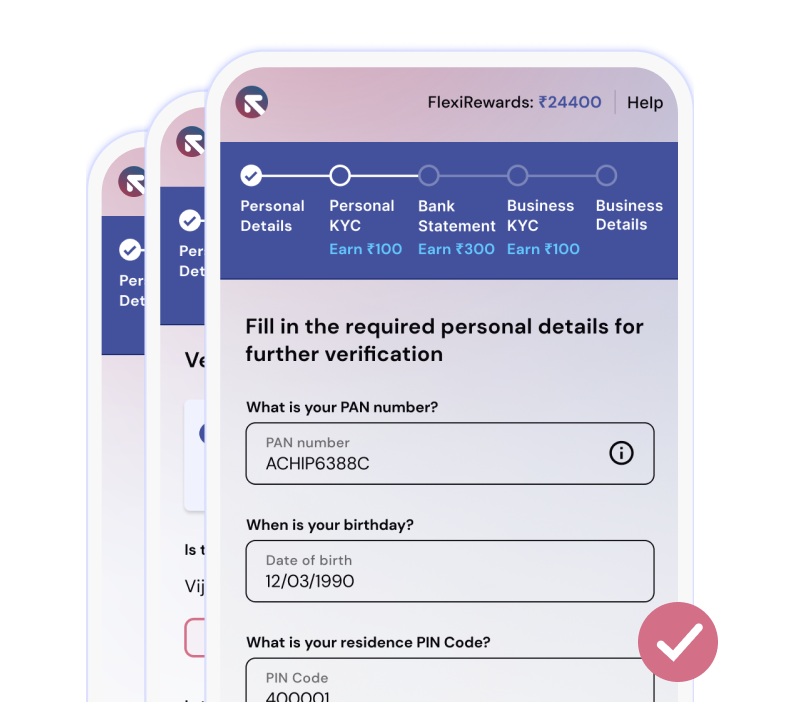 FlexiRewards: ₹24400 Help
Personal Details
Personal KYC
Earn ₹100
Bank Statement
Earn ₹300
Business KYC
Earn ₹100
Business Details
Fill in the required personal details for
further verification
What is your PAN number?
PAN number
ACHIP6388C
When is your birthday?
Date of birth
12/03/1990
What is your residence PIN Code?
PIN Code
400001
Per
Det
Ve
Is t
Vij
Per
Det